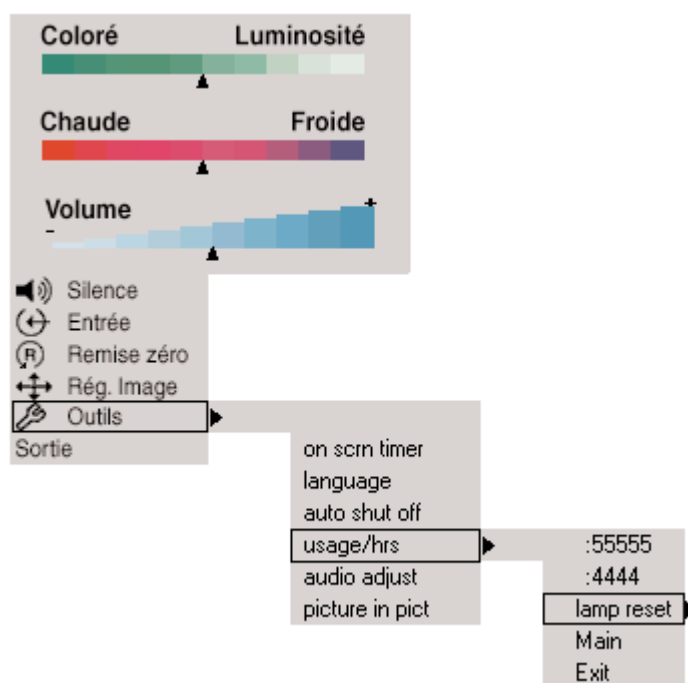 Coloré Luminosité
Chaude Froide
Volume
- +
Silence
Entrée
R Remise zéro
Rég. Image
Outils
Sortie
on scrn timer
language
auto shut off
usage/hrs
audio adjust
picture in pict
:55555
:4444
lamp reset
Main
Exit